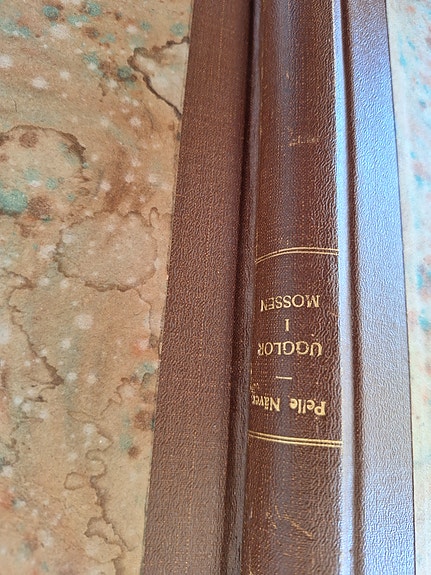 Pelle Näver
—
UGGLOR
I
MOSSEN